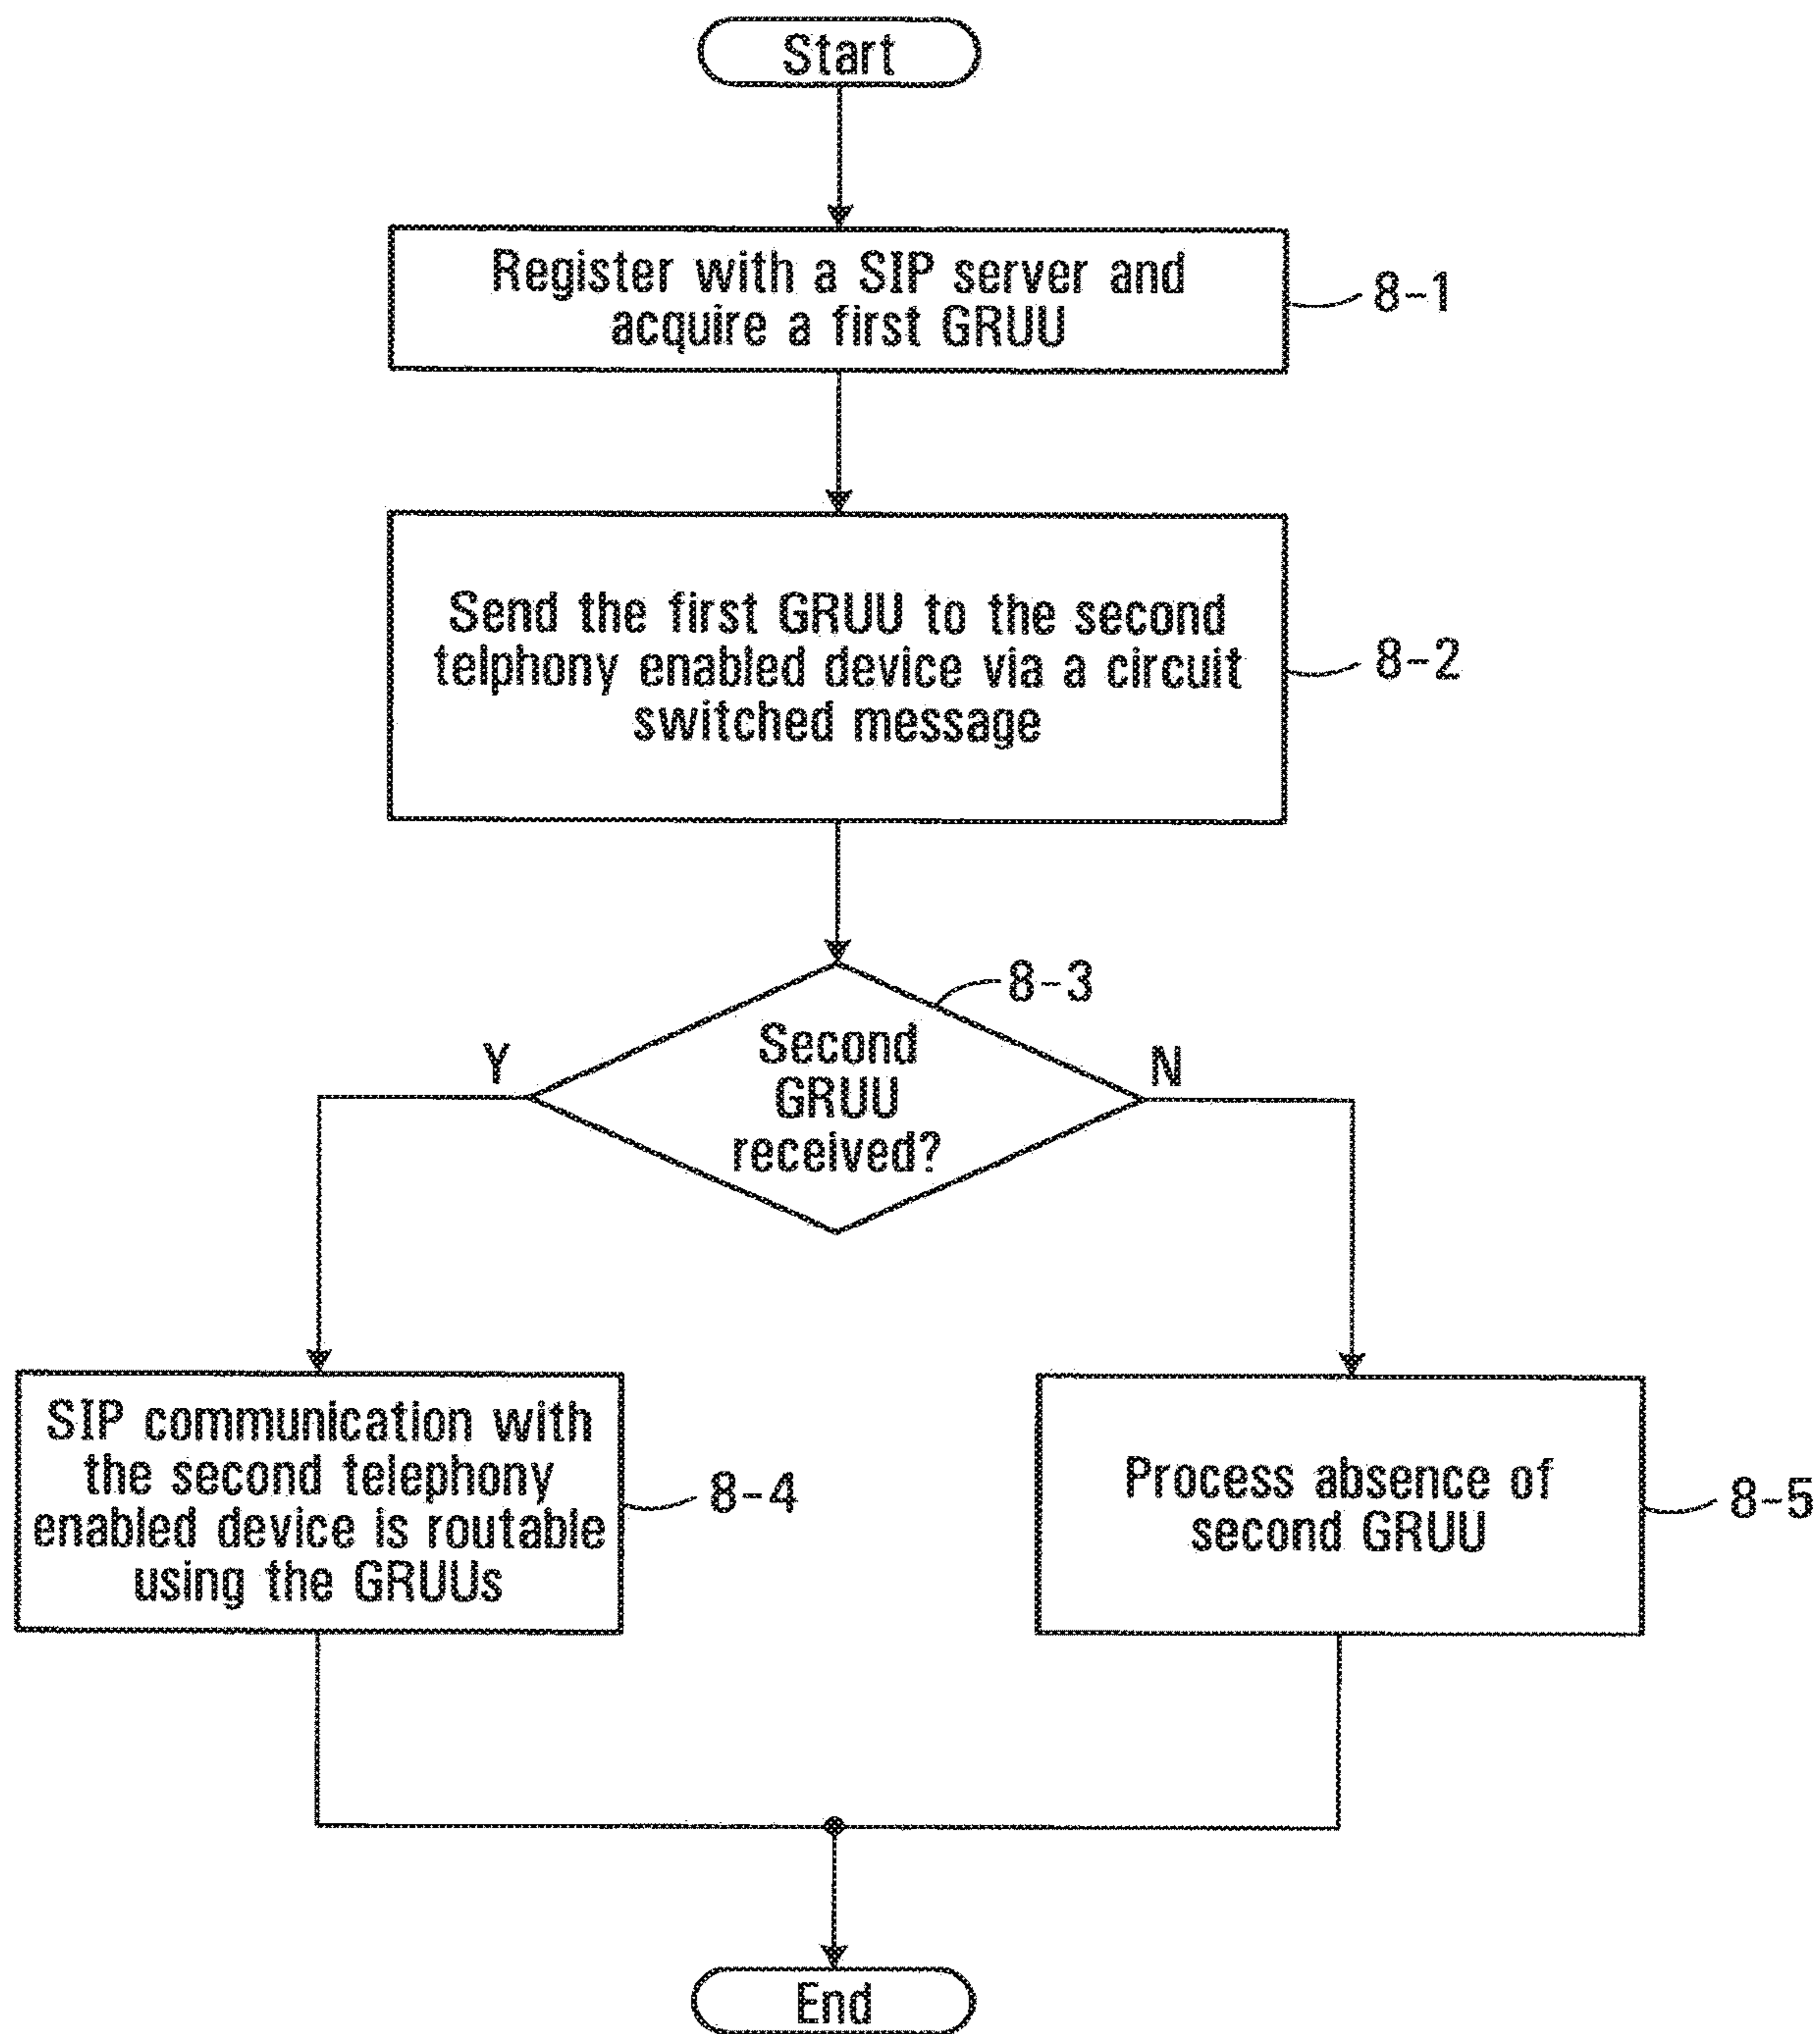 Start
Register with a SIP server and
acquire a first GRUU
8-1
Send the first GRUU to the second
telphony enabled device via a circuit
switched message
8-2
8-3
Second
GRUU
received?
Y
N
SIP communication with
the second telephony
enabled device is routable
using the GRUUs
8-4
Process absence of
second GRUU
8-5
End